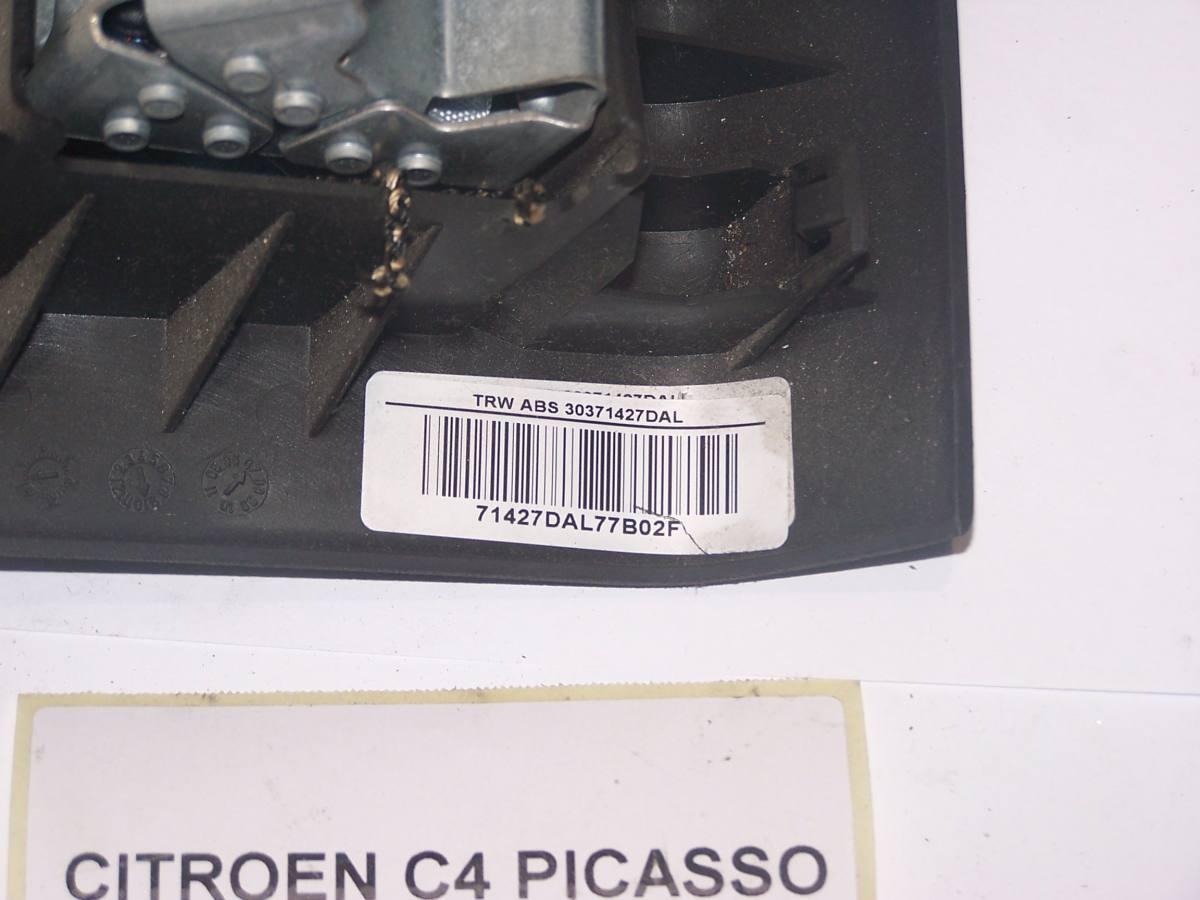 TRW ABS 30371427DAL
71427DAL77B02F
CITROEN C4 PICASSO